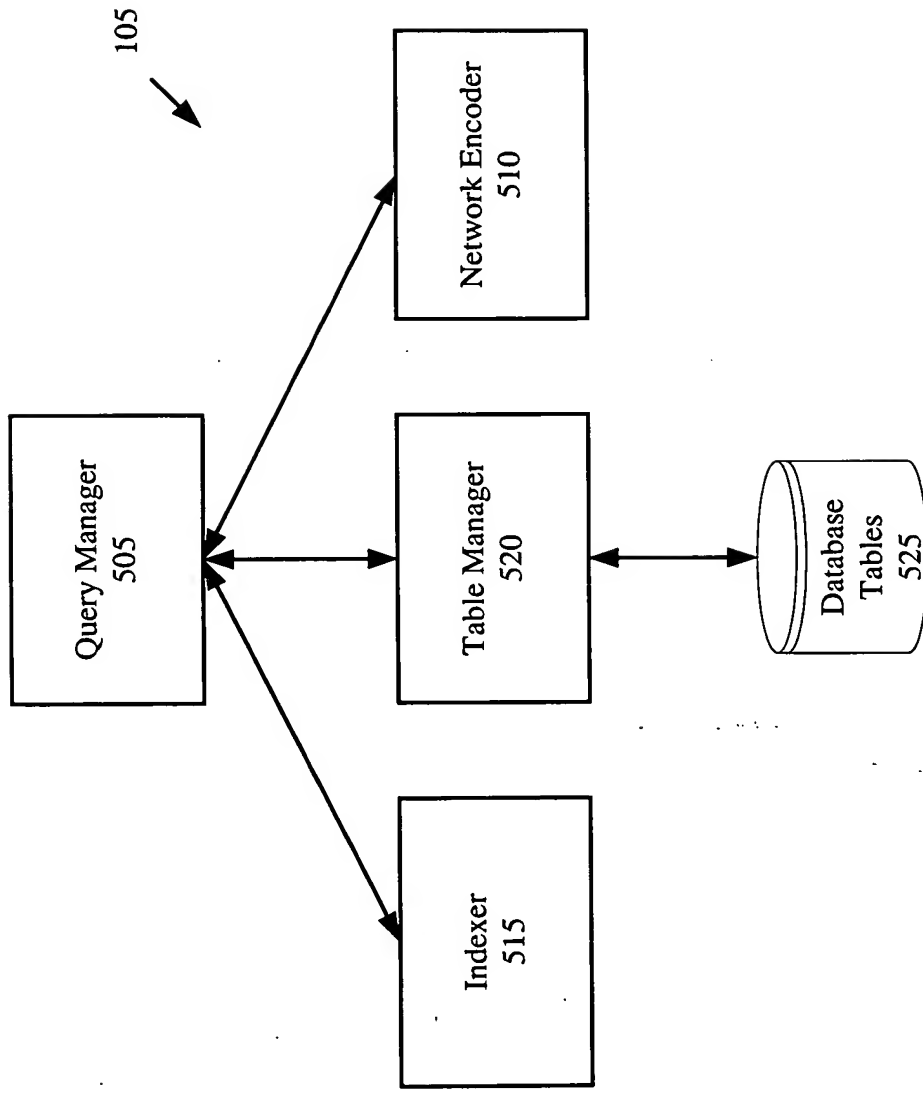 105
Query Manager
505
Indexer
515
Table Manager
520
Network Encoder
510
Database
Tables
525